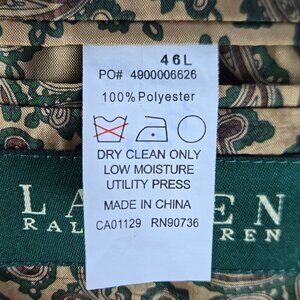 46L
PO# 4900006626
100% Polyester
DRY CLEAN ONLY
LOW MOISTURE
UTILITY PRESS
MADE IN CHINA
CA01129 RN90736